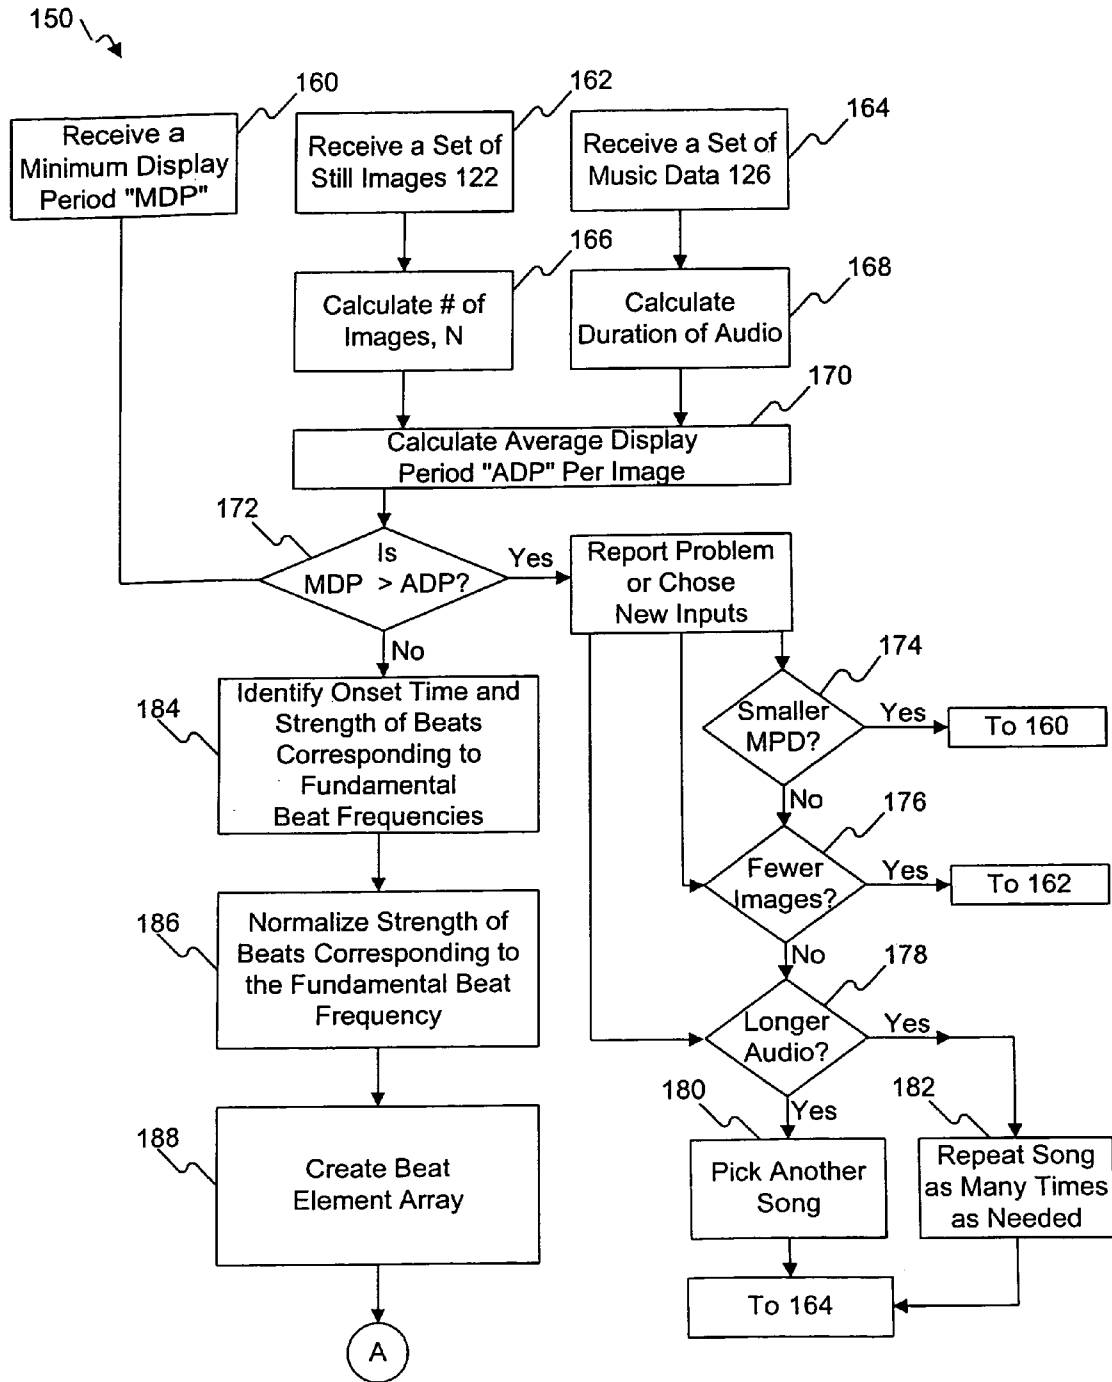 150
160
162
164
Receive a
Minimum Display
Period "MDP"
Receive a Set of
Still Images 122
Receive a Set of
Music Data 126
166
168
Calculate # of
Images, N
Calculate
Duration of Audio
170
Calculate Average Display
Period "ADP" Per Image
172
Is
MDP > ADP?
Yes
Report Problem
or Chose
New Inputs
No
174
184
Identify Onset Time and
Strength of Beats
Corresponding to
Fundamental
Beat Frequencies
Smaller
MPD?
Yes
To 160
No
176
Fewer
Images?
Yes
To 162
186
Normalize Strength of
Beats Corresponding to
the Fundamental Beat
Frequency
No
178
Longer
Audio?
Yes
180
Yes
182
188
Create Beat
Element Array
Pick Another
Song
Repeat Song
as Many Times
as Needed
To 164
A